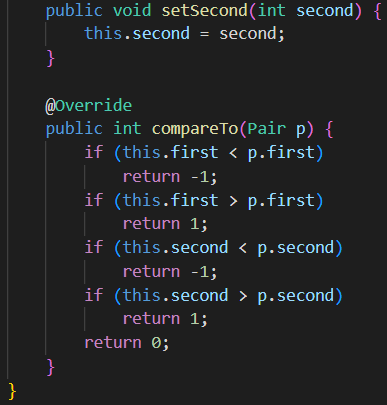 public void setSecond(int second) {
this.second = second;
}
@Override
public int compareTo(Pair p) {
if (this.first < p.first)
return -1;
if (this.first > p.first)
return 1;
if (this.second < p.second)
return -1;
if (this.second > p.second)
return 1;
return 0;
}
}